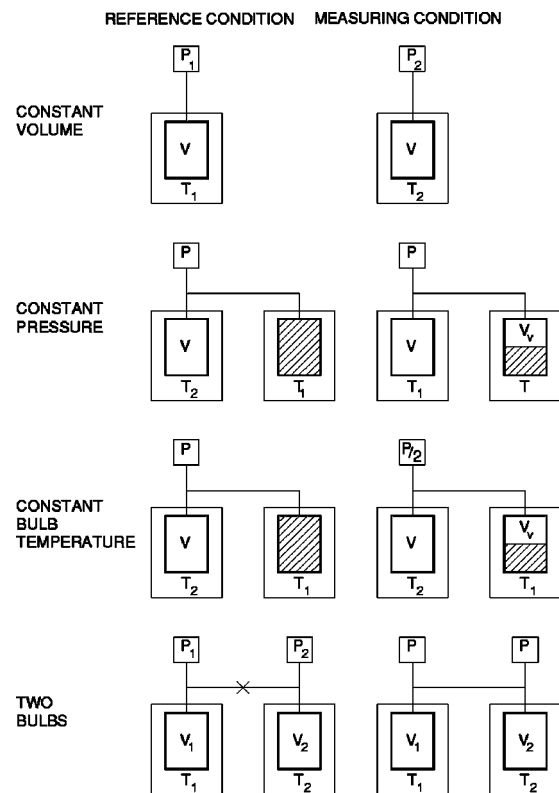 REFERENCE CONDITION MEASURING CONDITION
P₁ P₂
CONSTANT
VOLUME
V V
T₁ T₂
P P
CONSTANT
PRESSURE
V V Vᵥ
T₂ T₁ T₁ T
P P/2
CONSTANT
BULB
TEMPERATURE
V V Vᵥ
T₂ T₁ T₂ T₁
P₁ P₂ P P
TWO
BULBS
V₁ V₂ V₁ V₂
T₁ T₂ T₁ T₂